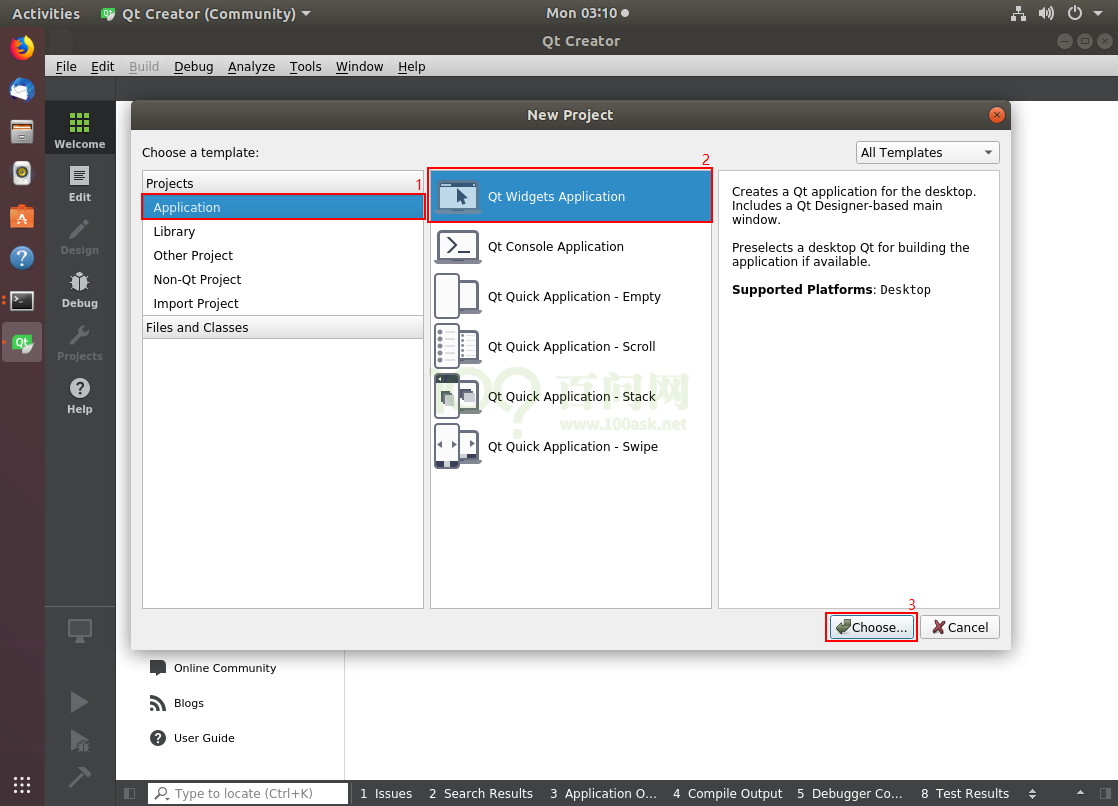 Activities
Qt Creator (Community)
Mon 03:10
Qt Creator
File Edit Build Debug Analyze Tools Window Help
Welcome
Edit
Design
Debug
Projects
Help
New Project
Choose a template:
All Templates
Projects
1
Application
Library
Other Project
Non-Qt Project
Import Project
Files and Classes
2
Qt Widgets Application
Qt Console Application
Qt Quick Application - Empty
Qt Quick Application - Scroll
Qt Quick Application - Stack
Qt Quick Application - Swipe
100 百问网
www.100ask.net
Creates a Qt application for the desktop.
Includes a Qt Designer-based main
window.
Preselects a desktop Qt for building the
application if available.
Supported Platforms: Desktop
3
Choose...
Cancel
Online Community
Blogs
User Guide
Type to locate (Ctrl+K)
1 Issues
2 Search Results
3 Application O...
4 Compile Output
5 Debugger Co...
8 Test Results